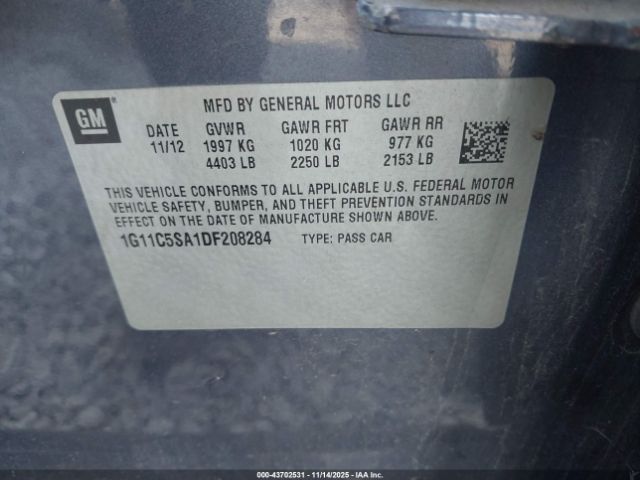 GM
MFD BY GENERAL MOTORS LLC
DATE GVWR GAWR FRT GAWR RR
11/12 1997 KG 1020 KG 977 KG
4403 LB 2250 LB 2153 LB
THIS VEHICLE CONFORMS TO ALL APPLICABLE U.S. FEDERAL MOTOR
VEHICLE SAFETY, BUMPER, AND THEFT PREVENTION STANDARDS IN
EFFECT ON THE DATE OF MANUFACTURE SHOWN ABOVE.
1G11C5SA1DF208284 TYPE: PASS CAR
000-43702531 - 11/14/2025 - IAA Inc.